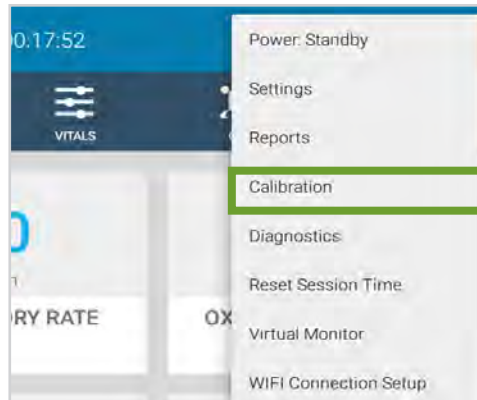 0:17:52
Power: Standby
Settings
VITALS
Reports
Calibration
Diagnostics
Reset Session Time
RY RATE
OX
Virtual Monitor
WIFI Connection Setup